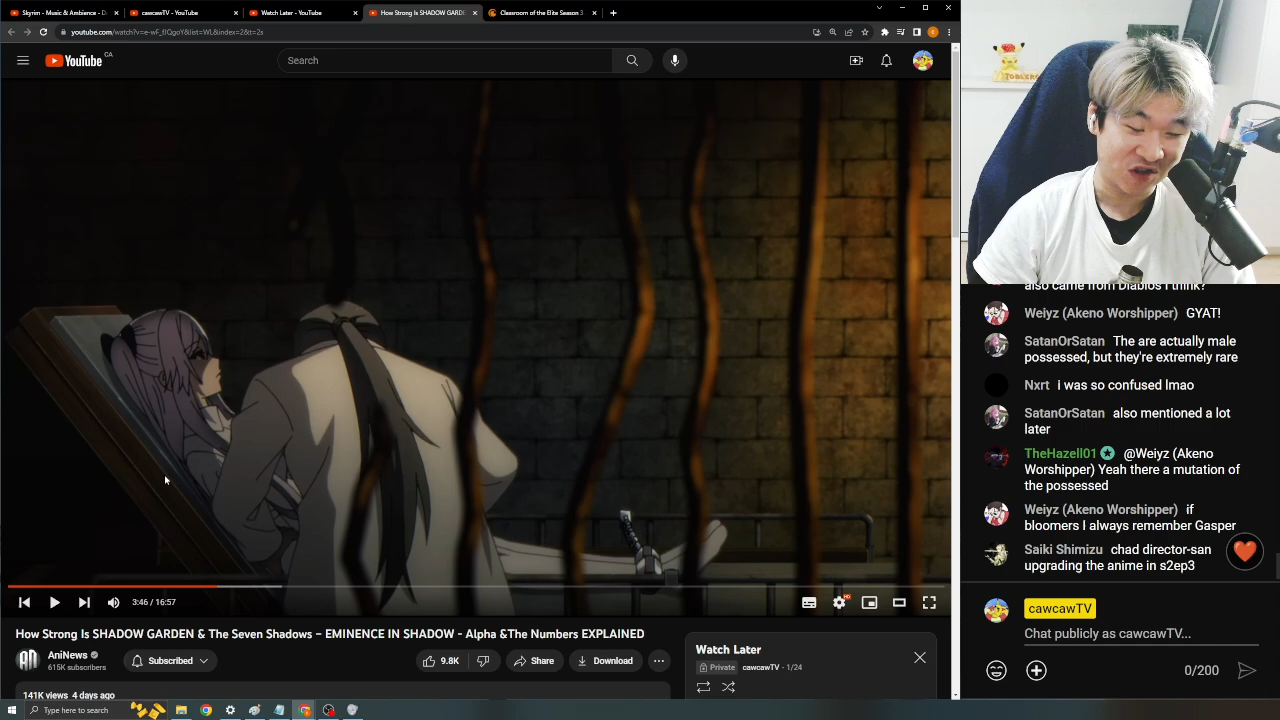 Skyrim - Music & Ambience - D
cawcawTV - YouTube
Watch Later - YouTube
How Strong Is SHADOW GARDE
Classroom of the Elite Season 3
youtube.com/watch?v=e-wF_fIQgoY&list=WL&index=2&t=2s
YouTube CA
Search
TOBLERO
3:46 / 16:57
HD
How Strong Is SHADOW GARDEN & The Seven Shadows – EMINENCE IN SHADOW - Alpha &The Numbers EXPLAINED
AN
AniNews
615K subscribers
Subscribed
9.8K
Share
Download
141K views 4 days ago
Watch Later
Private cawcawTV - 1/24
Type here to search
also came from Diablos I think?
Weiyz (Akeno Worshipper) GYAT!
SatanOrSatan The are actually male
possessed, but they're extremely rare
Nxrt i was so confused lmao
SatanOrSatan also mentioned a lot
later
TheHazell01 @Weiyz (Akeno
Worshipper) Yeah there a mutation of
the possessed
Weiyz (Akeno Worshipper) if
bloomers I always remember Gasper
Saiki Shimizu chad director-san
upgrading the anime in s2ep3
cawcawTV
Chat publicly as cawcawTV...
0/200